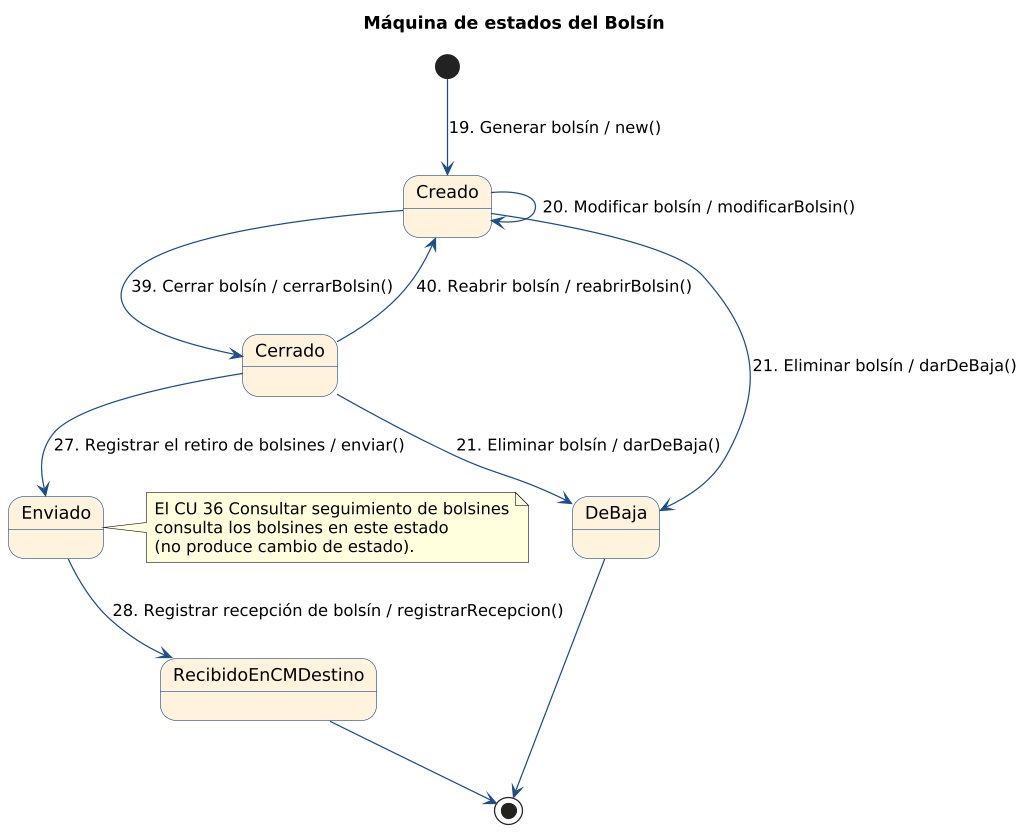 Máquina de estados del Bolsín
19. Generar bolsín / new()
Creado
20. Modificar bolsín / modificarBolsin()
39. Cerrar bolsín / cerrarBolsin()
40. Reabrir bolsín / reabrirBolsin()
Cerrado
21. Eliminar bolsín / darDeBaja()
27. Registrar el retiro de bolsines / enviar()
21. Eliminar bolsín / darDeBaja()
Enviado
El CU 36 Consultar seguimiento de bolsines
consulta los bolsines en este estado
(no produce cambio de estado).
DeBaja
28. Registrar recepción de bolsín / registrarRecepcion()
RecibidoEnCMDestino